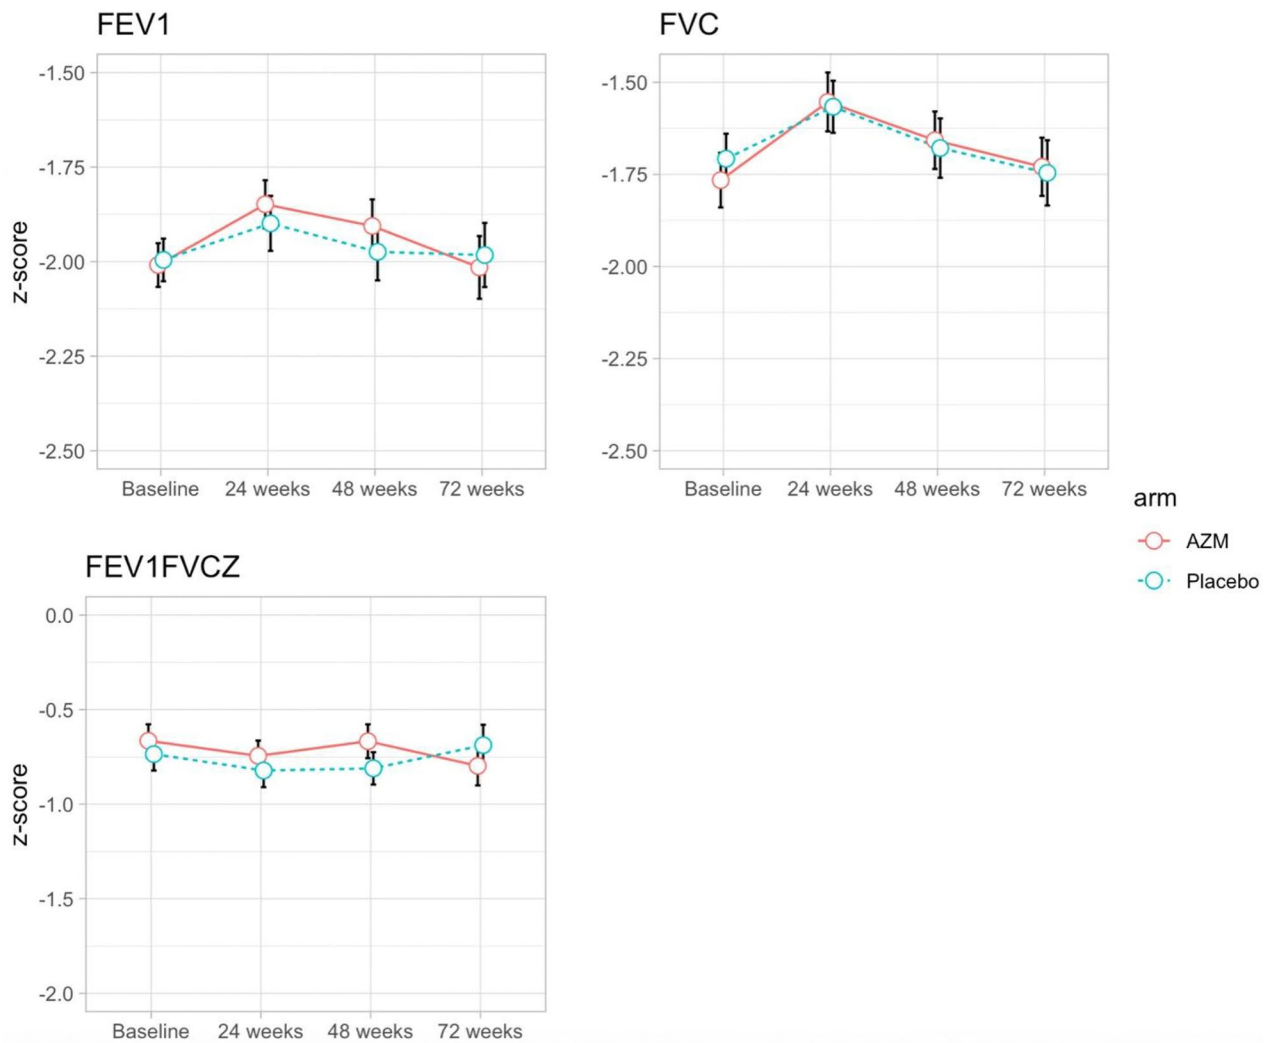 FEV1
-1.50
-1.75
-2.00
-2.25
-2.50
z-score
Baseline 24 weeks 48 weeks 72 weeks
FVC
-1.50
-1.75
-2.00
-2.25
-2.50
Baseline 24 weeks 48 weeks 72 weeks
arm
AZM
Placebo
FEV1FVCZ
0.0
-0.5
-1.0
-1.5
-2.0
z-score
Baseline 24 weeks 48 weeks 72 weeks